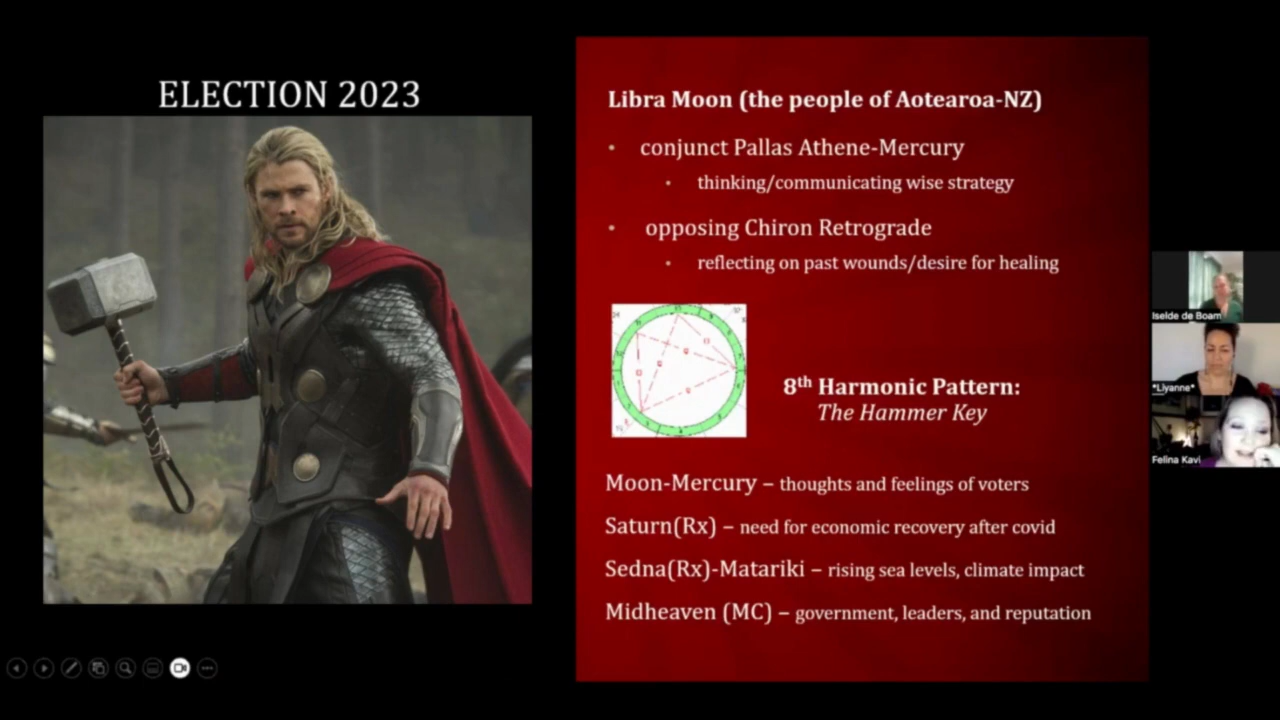 ELECTION 2023
Libra Moon (the people of Aotearoa-NZ)
• conjunct Pallas Athene-Mercury
• thinking/communicating wise strategy
• opposing Chiron Retrograde
• reflecting on past wounds/desire for healing
8th Harmonic Pattern:
The Hammer Key
Moon-Mercury – thoughts and feelings of voters
Saturn(Rx) – need for economic recovery after covid
Sedna(Rx)-Matariki – rising sea levels, climate impact
Midheaven (MC) – government, leaders, and reputation
Iselde de Boam
*Liyanne*
Felina Kavi